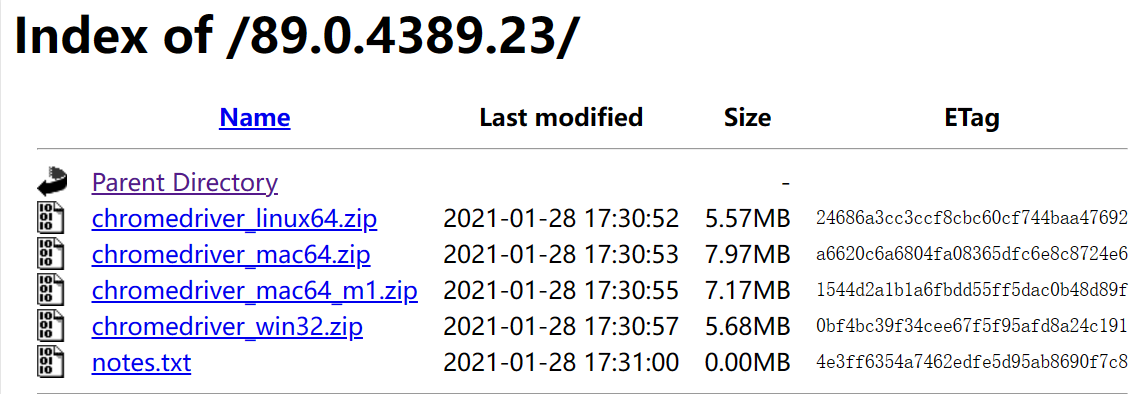 Index of /89.0.4389.23/
Name Last modified Size ETag
Parent Directory -
chromedriver_linux64.zip 2021-01-28 17:30:52 5.57MB 24686a3cc3ccf8cbc60cf744baa47692
chromedriver_mac64.zip 2021-01-28 17:30:53 7.97MB a6620c6a6804fa08365dfc6e8c8724e6
chromedriver_mac64_m1.zip 2021-01-28 17:30:55 7.17MB 1544d2a1b1a6fbdd55ff5dac0b48d89f
chromedriver_win32.zip 2021-01-28 17:30:57 5.68MB 0bf4bc39f34cee67f5f95afd8a24c191
notes.txt 2021-01-28 17:31:00 0.00MB 4e3ff6354a7462edfe5d95ab8690f7c8